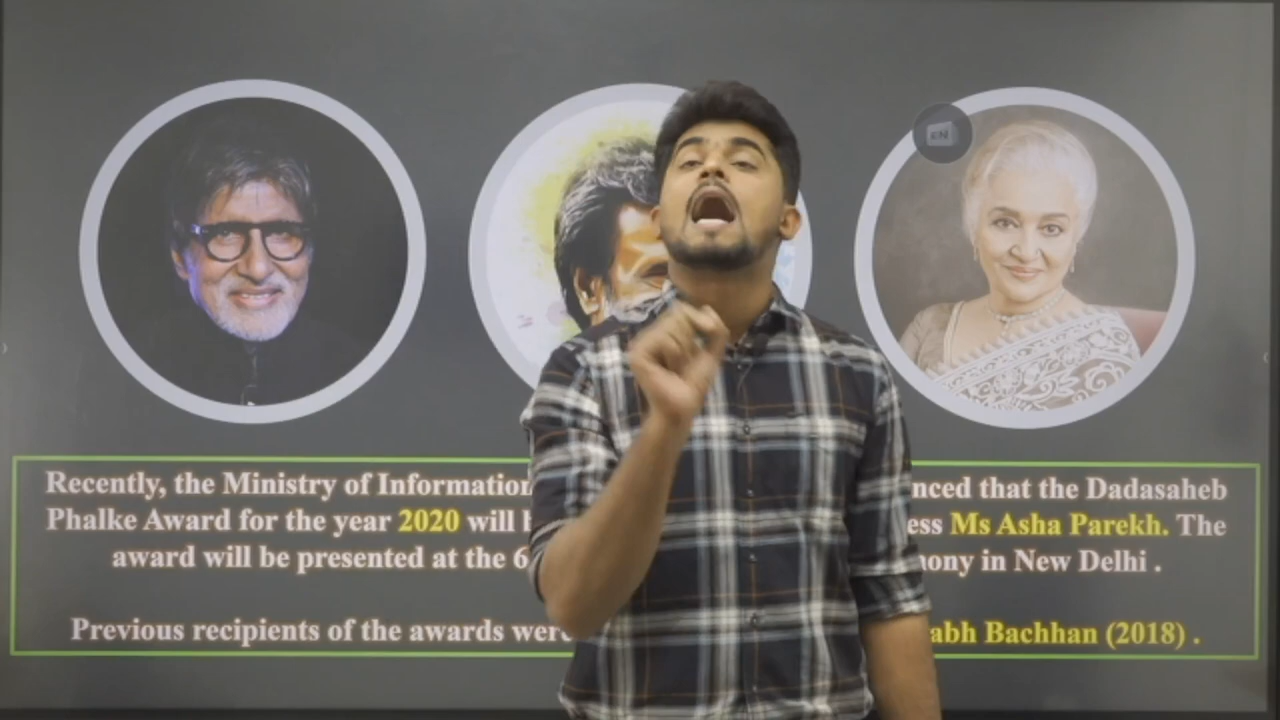 EN
Recently, the Ministry of Information nced that the Dadasaheb
Phalke Award for the year 2020 will ess Ms Asha Parekh. The
award will be presented at the 6 ony in New Delhi .
Previous recipients of the awards were abh Bachhan (2018) .